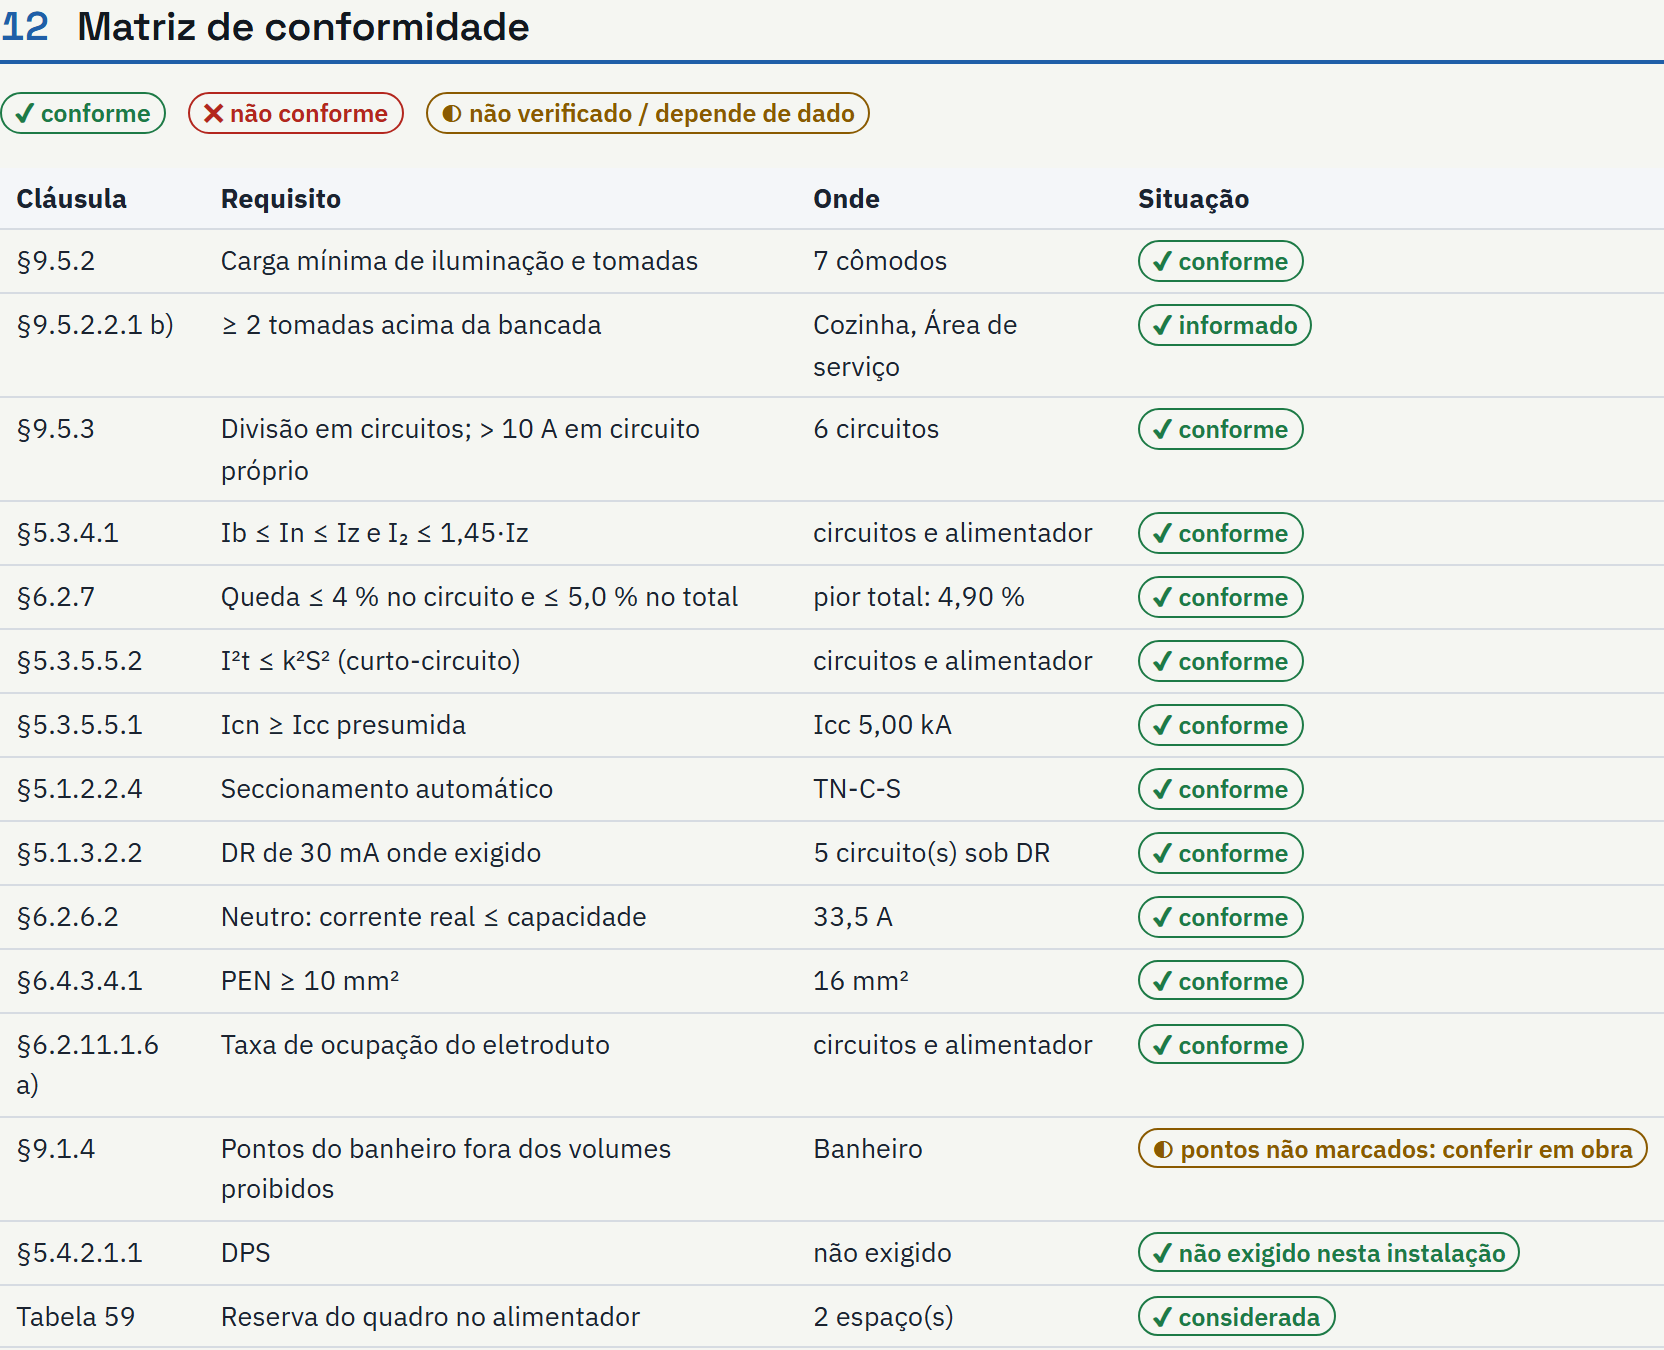 12 Matriz de conformidade
✔ conforme ✖ não conforme ◐ não verificado / depende de dado
Cláusula Requisito Onde Situação
§9.5.2 Carga mínima de iluminação e tomadas 7 cômodos ✔ conforme
§9.5.2.2.1 b) ≥ 2 tomadas acima da bancada Cozinha, Área de ✔ informado
serviço
§9.5.3 Divisão em circuitos; > 10 A em circuito 6 circuitos ✔ conforme
próprio
§5.3.4.1 Ib ≤ In ≤ Iz e I₂ ≤ 1,45·Iz circuitos e alimentador ✔ conforme
§6.2.7 Queda ≤ 4 % no circuito e ≤ 5,0 % no total pior total: 4,90 % ✔ conforme
§5.3.5.5.2 I²t ≤ k²S² (curto-circuito) circuitos e alimentador ✔ conforme
§5.3.5.5.1 Icn ≥ Icc presumida Icc 5,00 kA ✔ conforme
§5.1.2.2.4 Seccionamento automático TN-C-S ✔ conforme
§5.1.3.2.2 DR de 30 mA onde exigido 5 circuito(s) sob DR ✔ conforme
§6.2.6.2 Neutro: corrente real ≤ capacidade 33,5 A ✔ conforme
§6.4.3.4.1 PEN ≥ 10 mm² 16 mm² ✔ conforme
§6.2.11.1.6 Taxa de ocupação do eletroduto circuitos e alimentador ✔ conforme
a)
§9.1.4 Pontos do banheiro fora dos volumes Banheiro ◐ pontos não marcados: conferir em obra
proibidos
§5.4.2.1.1 DPS não exigido ✔ não exigido nesta instalação
Tabela 59 Reserva do quadro no alimentador 2 espaço(s) ✔ considerada